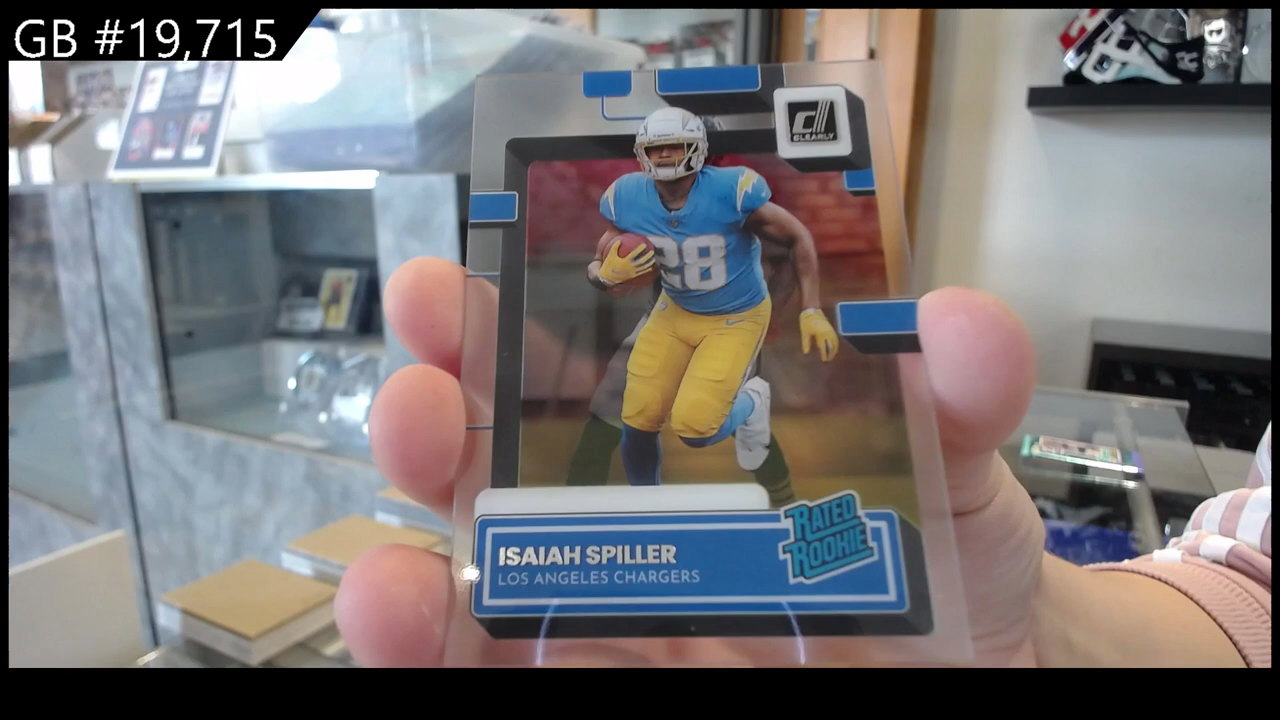 GB #19,715
CLEARLY
28
ISAIAH SPILLER
LOS ANGELES CHARGERS
RATED
ROOKIE